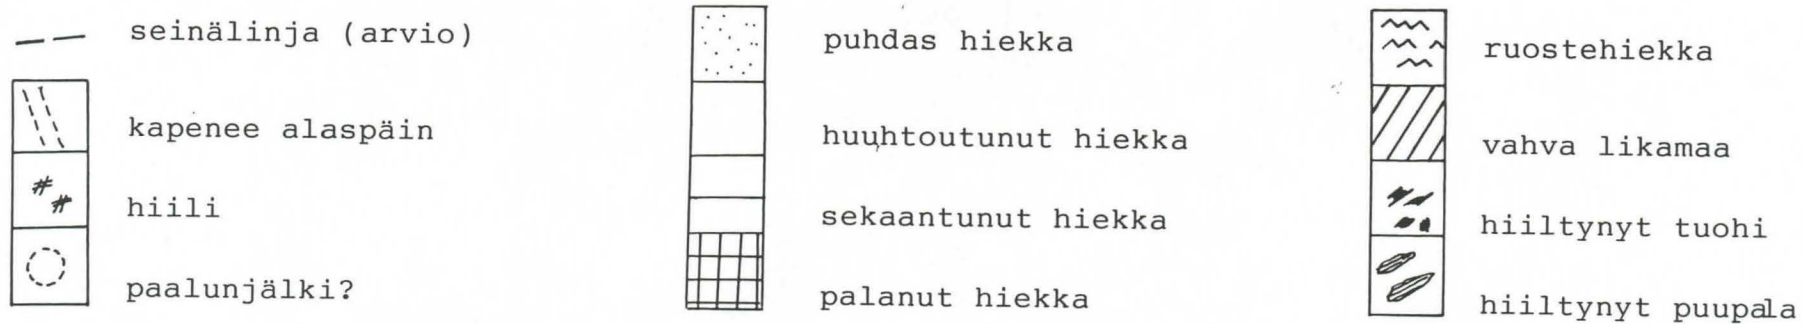 seinälinja (arvio)
kapenee alaspäin
hiili
paalunjälki?
puhdas hiekka
huuhtoutunut hiekka
sekaantunut hiekka
palanut hiekka
ruostehiekka
vahva likamaa
hiiltynyt tuohi
hiiltynyt puupala